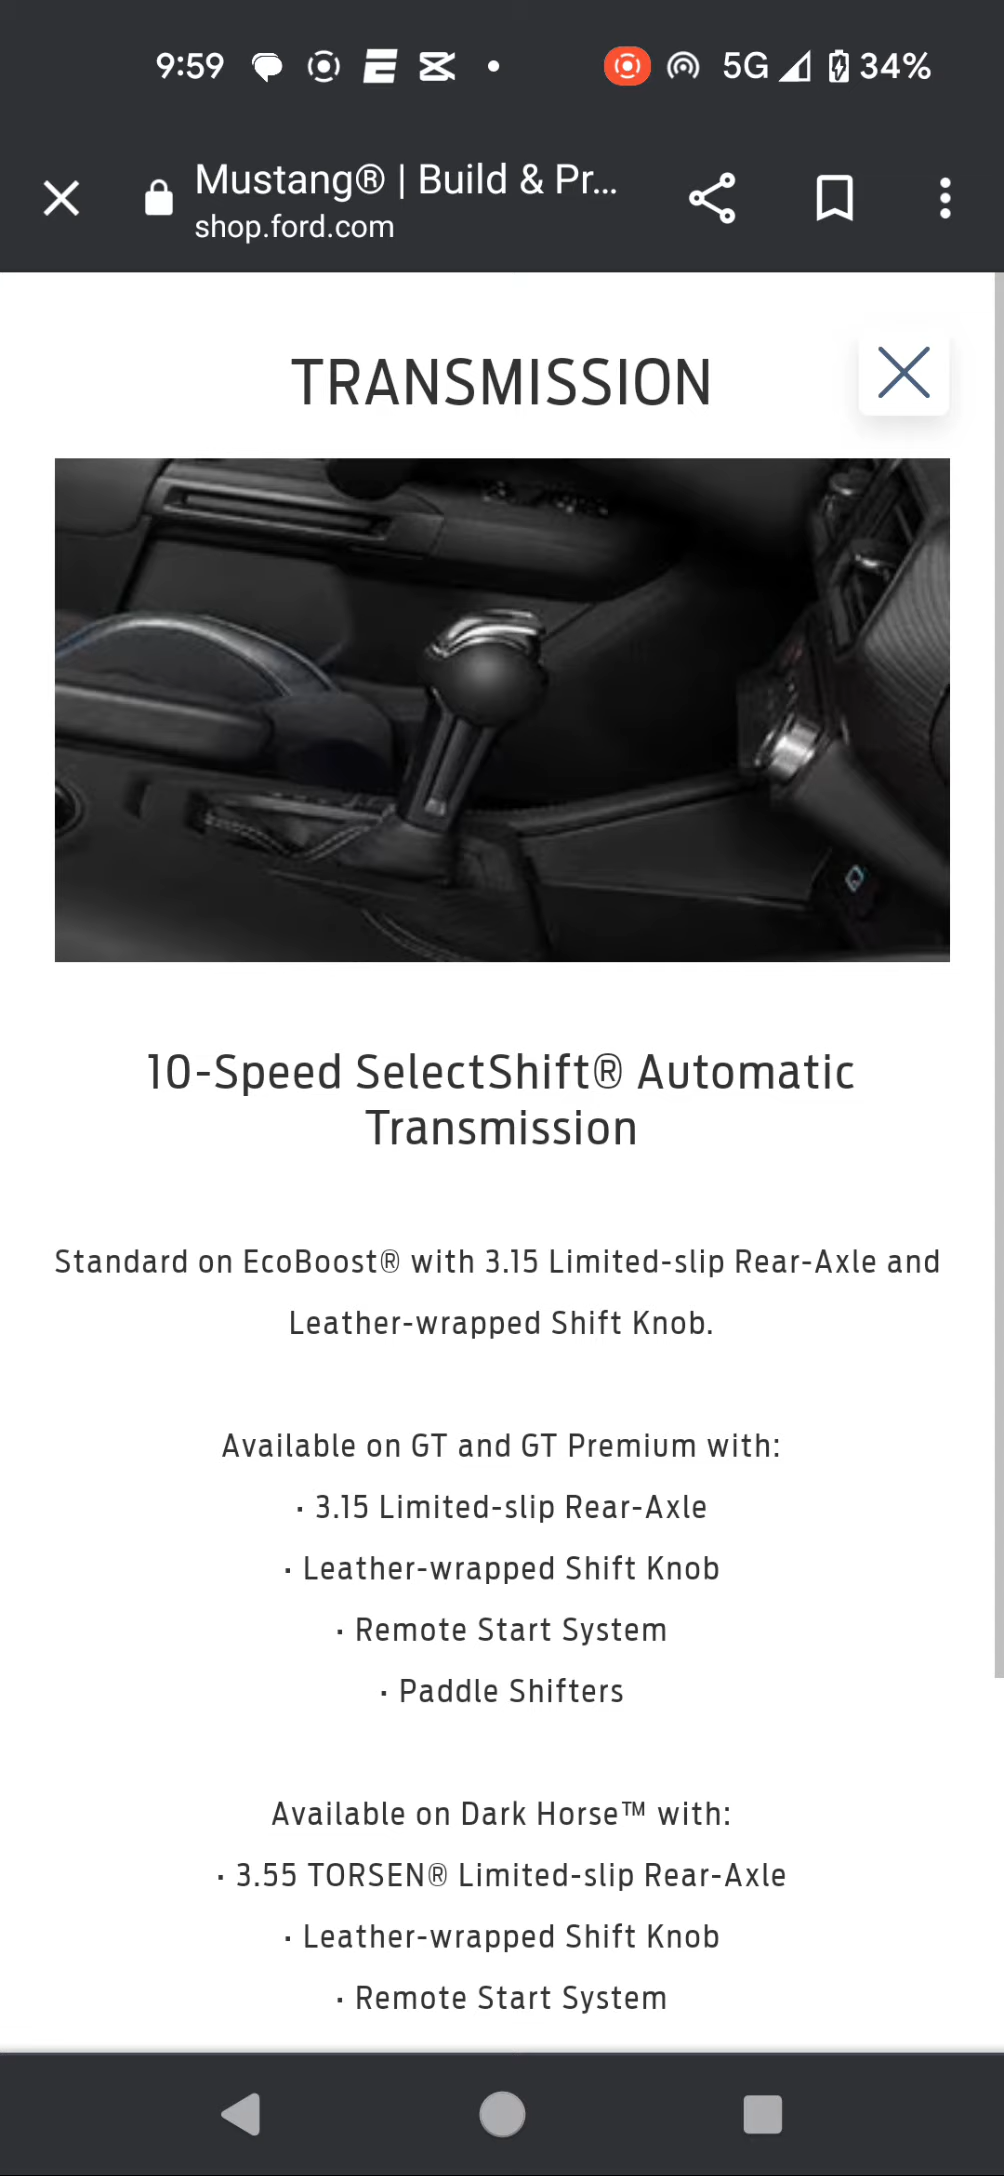 9:59 5G 34%
Mustang® | Build & Pr...
shop.ford.com
TRANSMISSION
10-Speed SelectShift® Automatic
Transmission
Standard on EcoBoost® with 3.15 Limited-slip Rear-Axle and
Leather-wrapped Shift Knob.
Available on GT and GT Premium with:
· 3.15 Limited-slip Rear-Axle
· Leather-wrapped Shift Knob
· Remote Start System
· Paddle Shifters
Available on Dark Horse™ with:
· 3.55 TORSEN® Limited-slip Rear-Axle
· Leather-wrapped Shift Knob
· Remote Start System